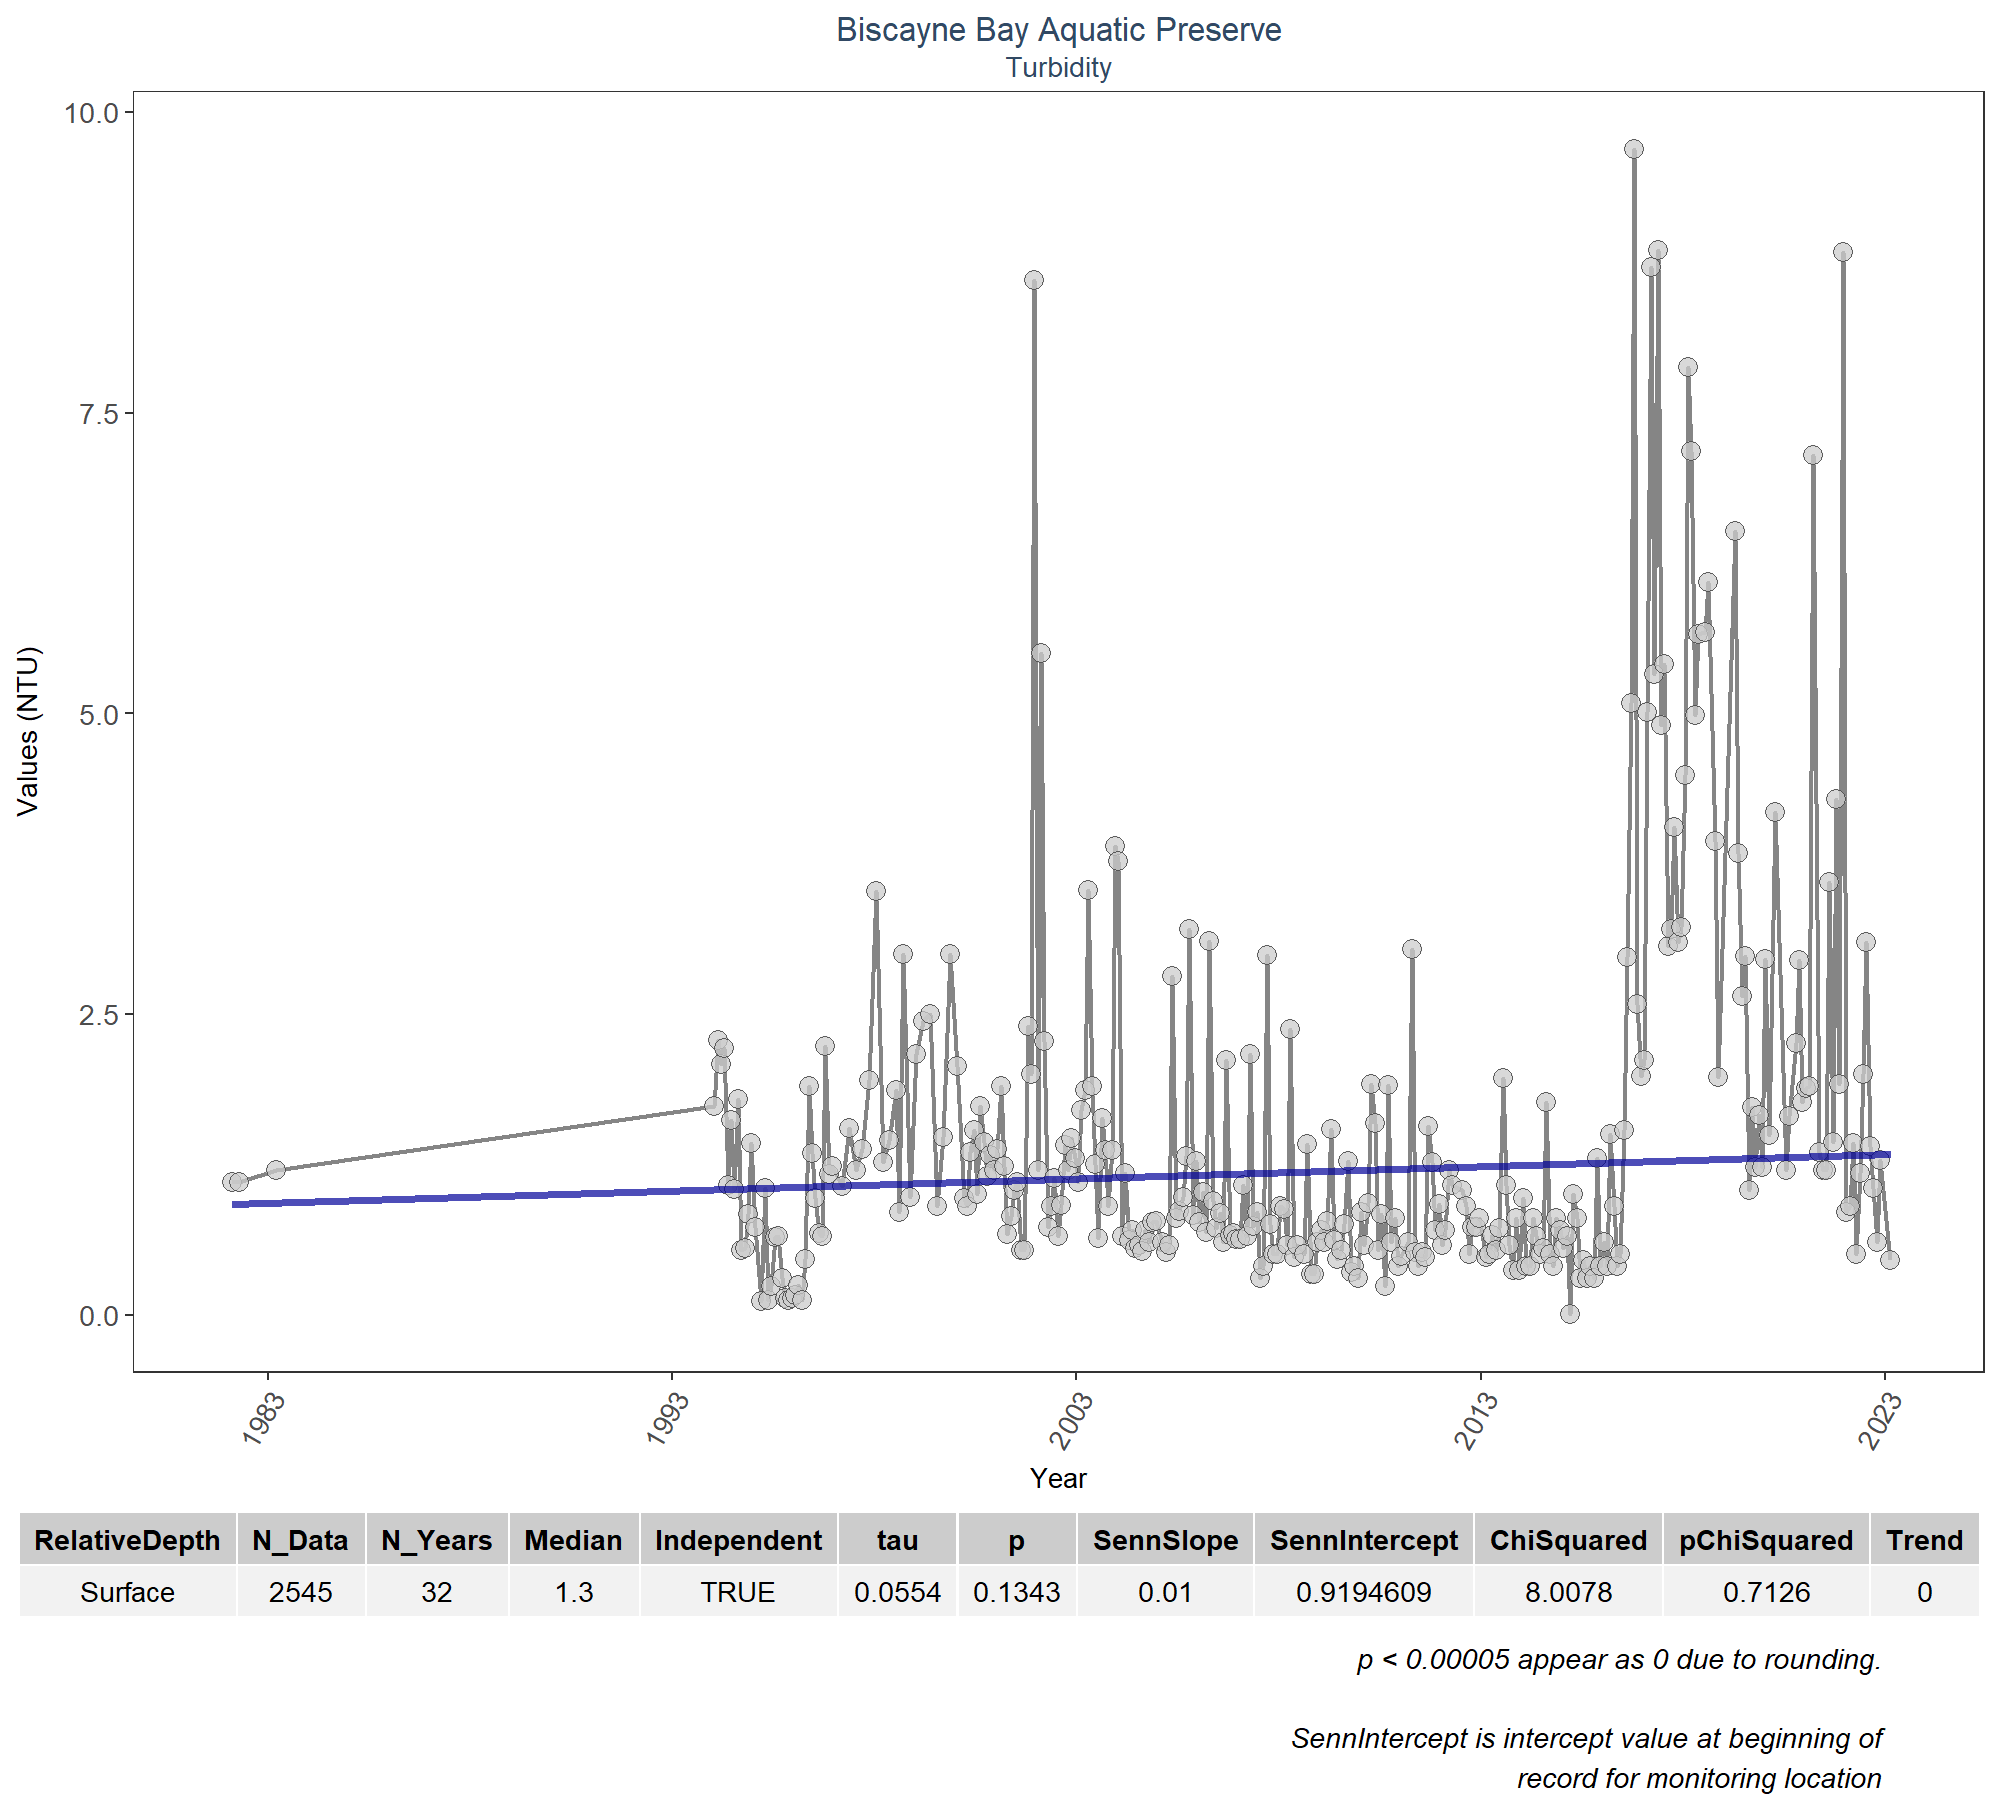 Biscayne Bay Aquatic Preserve
Turbidity
Values (NTU)
10.0
7.5
5.0
2.5
0.0
1983 1993 2003 2013 2023
Year
RelativeDepth N_Data N_Years Median Independent tau p SennSlope SennIntercept ChiSquared pChiSquared Trend
Surface 2545 32 1.3 TRUE 0.0554 0.1343 0.01 0.9194609 8.0078 0.7126 0
p < 0.00005 appear as 0 due to rounding.
SennIntercept is intercept value at beginning of
record for monitoring location